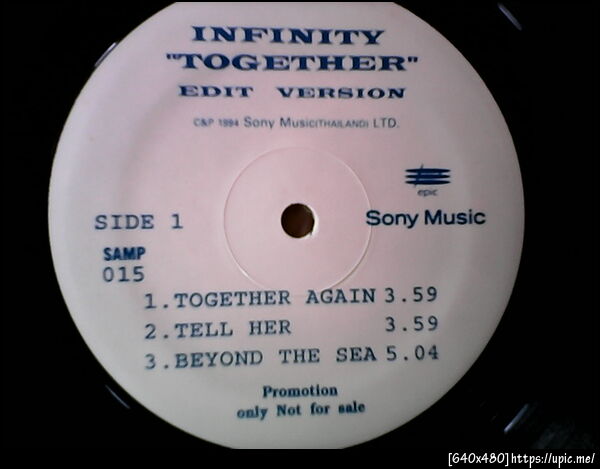 INFINITY
"TOGETHER"
EDIT VERSION
C&P 1994 Sony Music(THAILAND) LTD.
epic
SIDE 1
Sony Music
SAMP
015
1.TOGETHER AGAIN 3.59
2.TELL HER 3.59
3.BEYOND THE SEA 5.04
Promotion
only Not for sale
[640x480]https://upic.me/